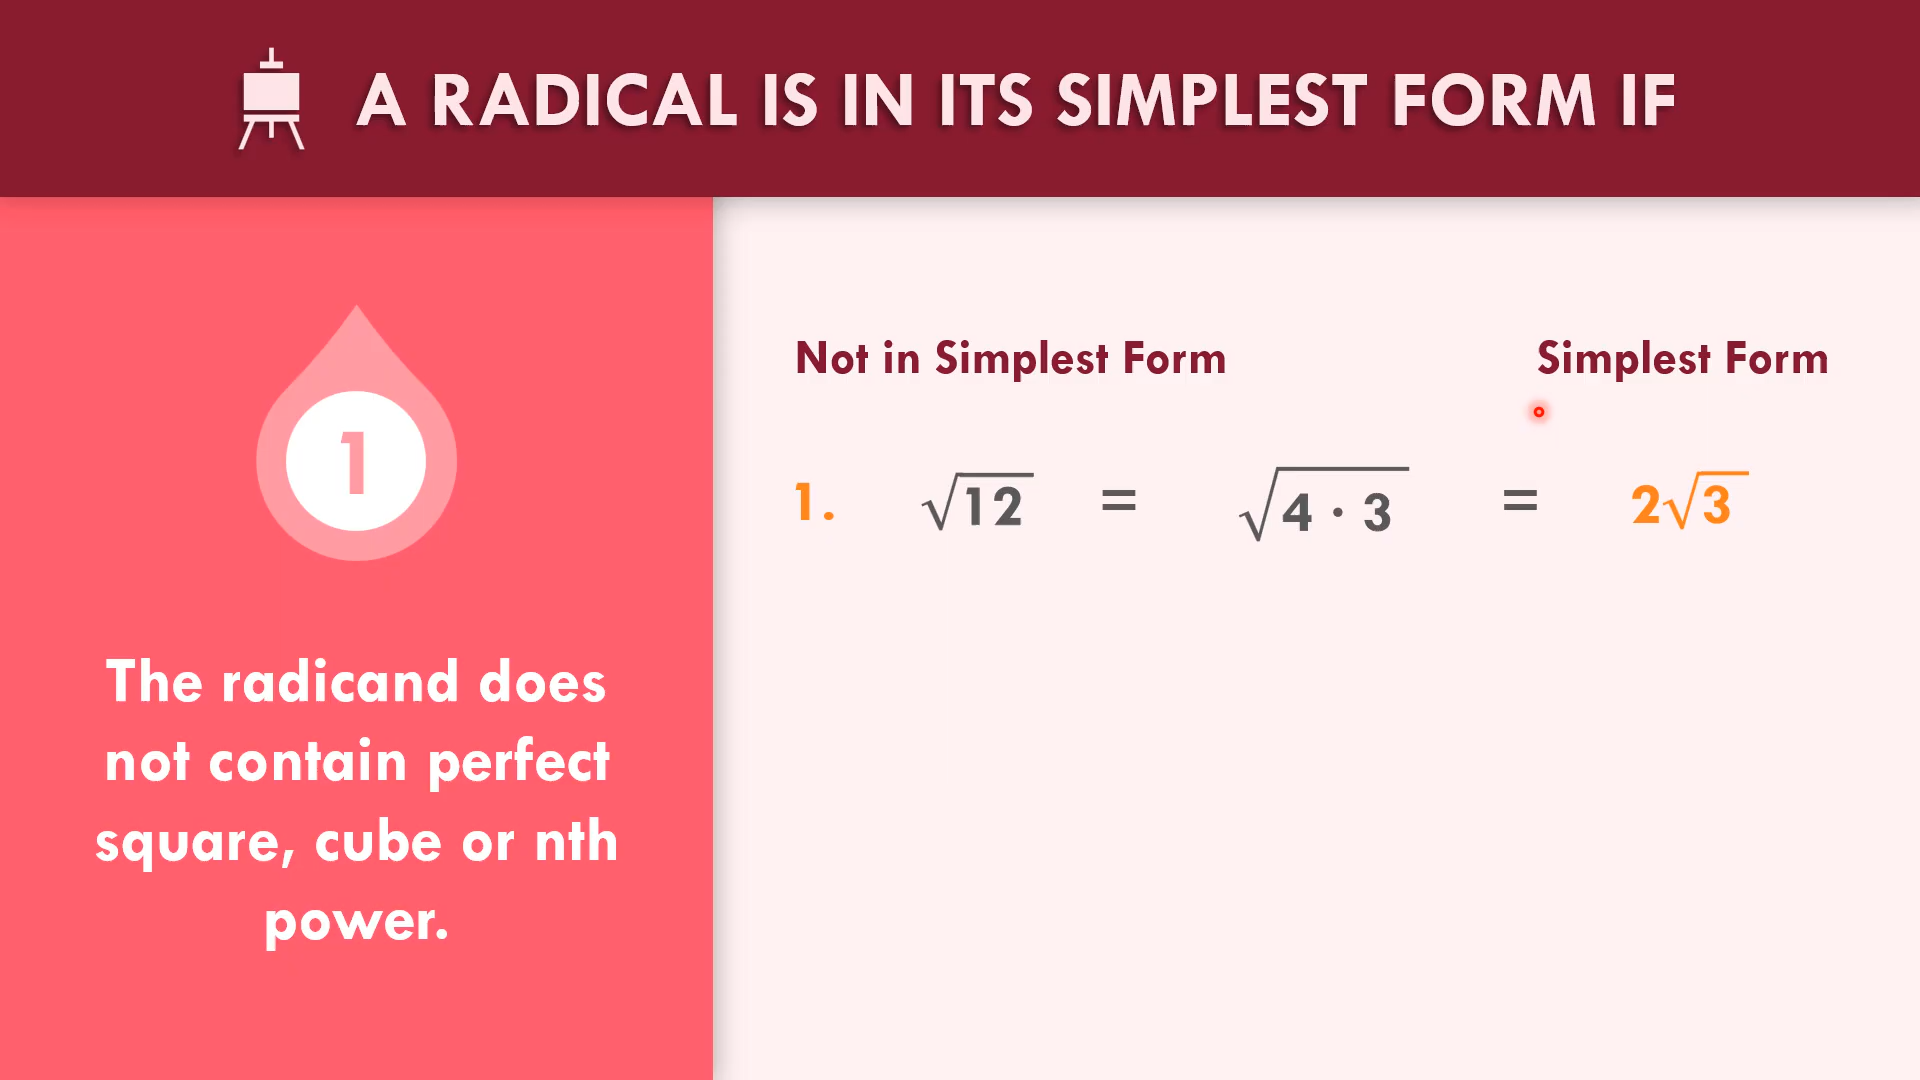 A RADICAL IS IN ITS SIMPLEST FORM IF
1
The radicand does
not contain perfect
square, cube or nth
power.
Not in Simplest Form Simplest Form
1. √12 = √4 · 3 = 2√3